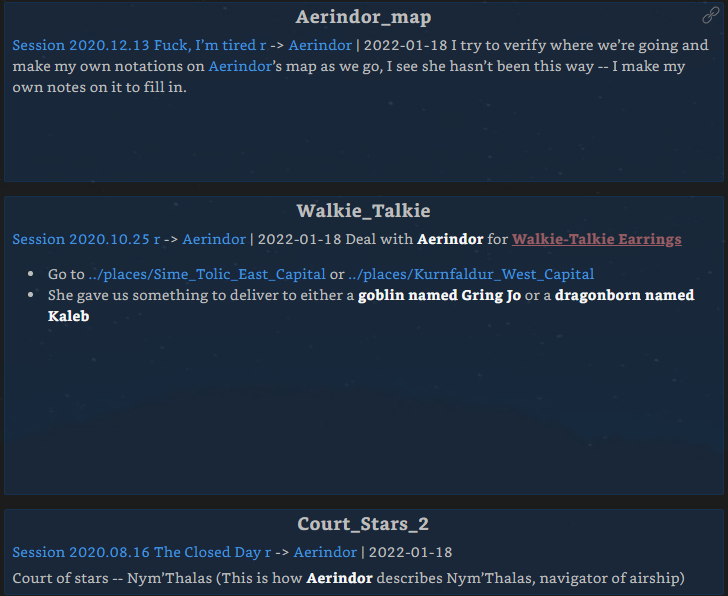 Aerindor_map
Session 2020.12.13 Fuck, I’m tired r -> Aerindor | 2022-01-18 I try to verify where we’re going and
make my own notations on Aerindor’s map as we go, I see she hasn’t been this way -- I make my
own notes on it to fill in.
Walkie_Talkie
Session 2020.10.25 r -> Aerindor | 2022-01-18 Deal with Aerindor for Walkie-Talkie Earrings
• Go to ../places/Sime_Tolic_East_Capital or ../places/Kurnfaldur_West_Capital
• She gave us something to deliver to either a goblin named Gring Jo or a dragonborn named
Kaleb
Court_Stars_2
Session 2020.08.16 The Closed Day r -> Aerindor | 2022-01-18
Court of stars -- Nym’Thalas (This is how Aerindor describes Nym’Thalas, navigator of airship)